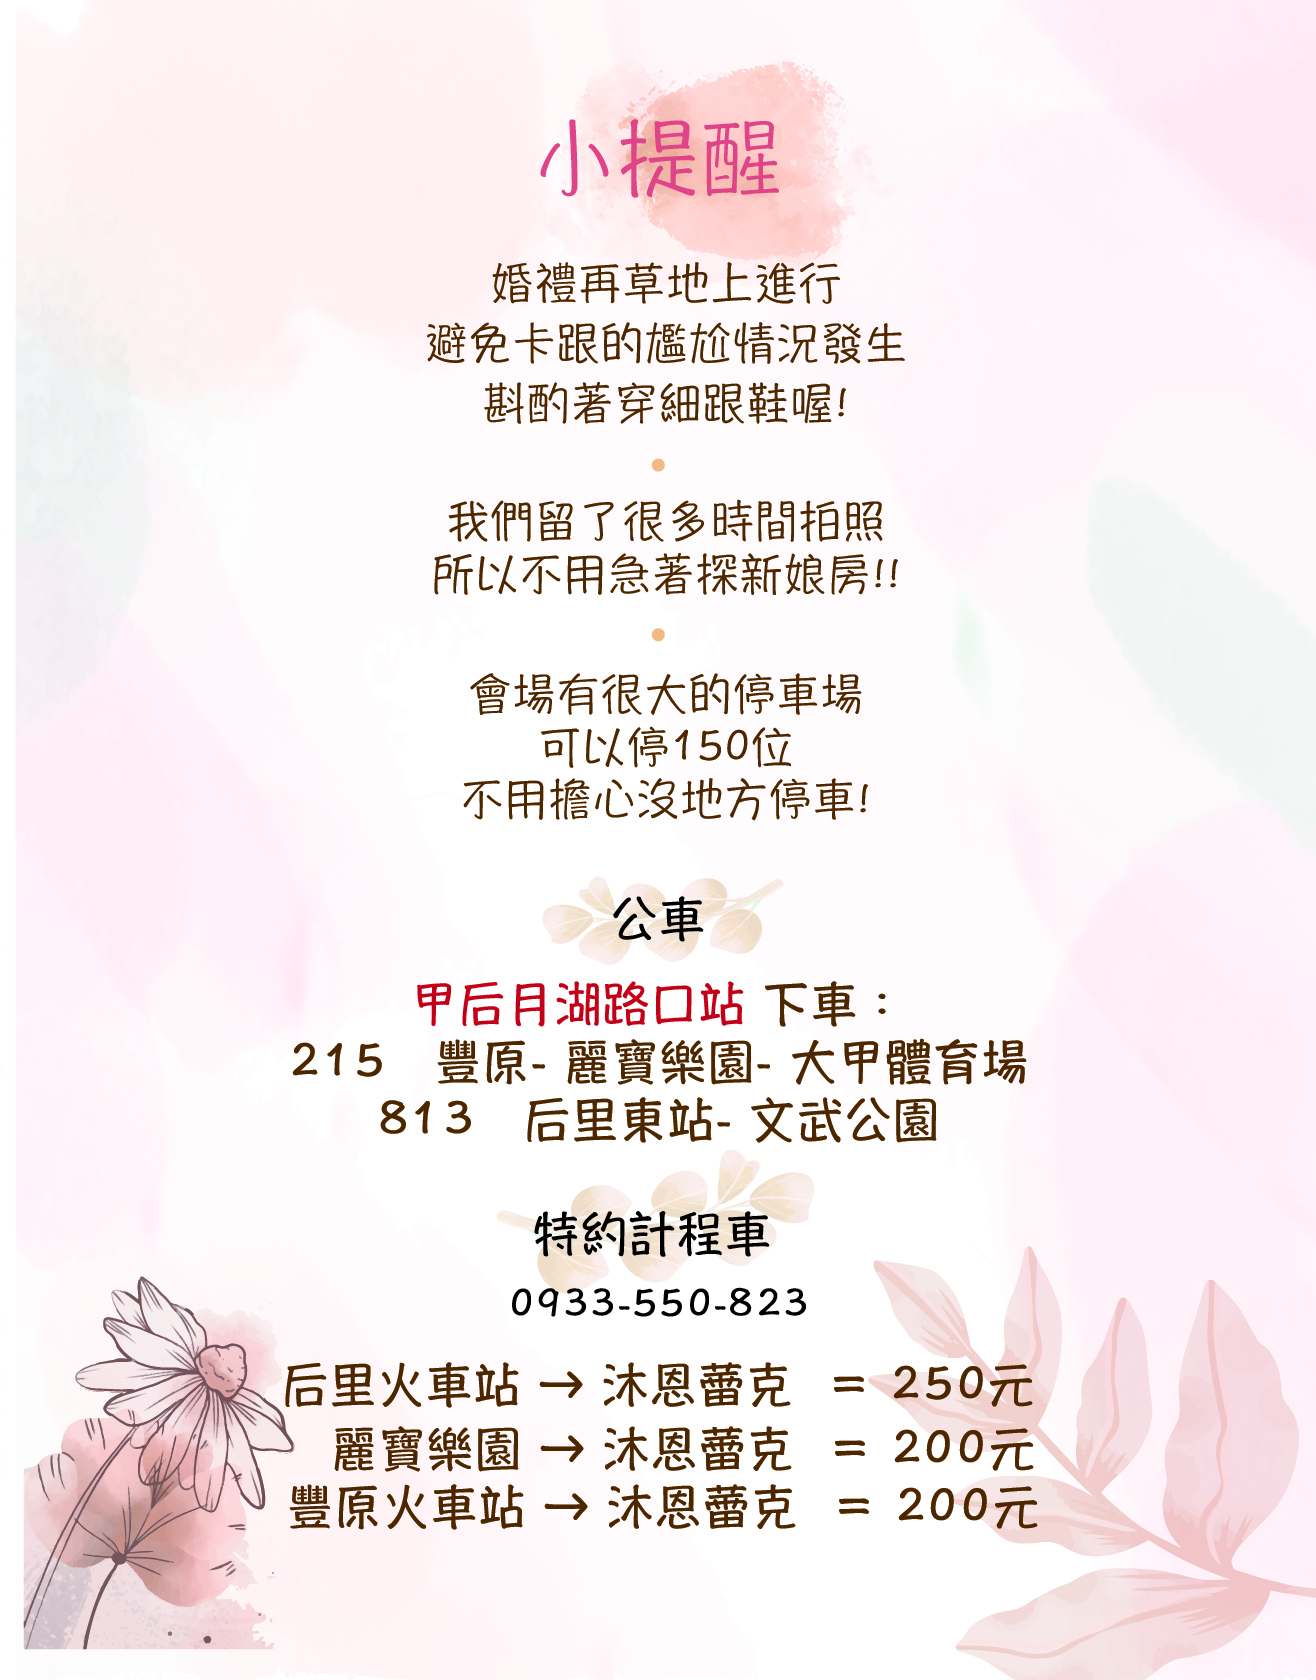 小提醒
婚禮再草地上進行
避免卡跟的尷尬情況發生
斟酌著穿細跟鞋喔!
我們留了很多時間拍照
所以不用急著探新娘房!!
會場有很大的停車場
可以停150位
不用擔心沒地方停車!
公車
甲后月湖路口站 下車：
215 豐原- 麗寶樂園- 大甲體育場
813 后里東站- 文武公園
特約計程車
0933-550-823
后里火車站 → 沐恩蕾克 = 250元
麗寶樂園 → 沐恩蕾克 = 200元
豐原火車站 → 沐恩蕾克 = 200元